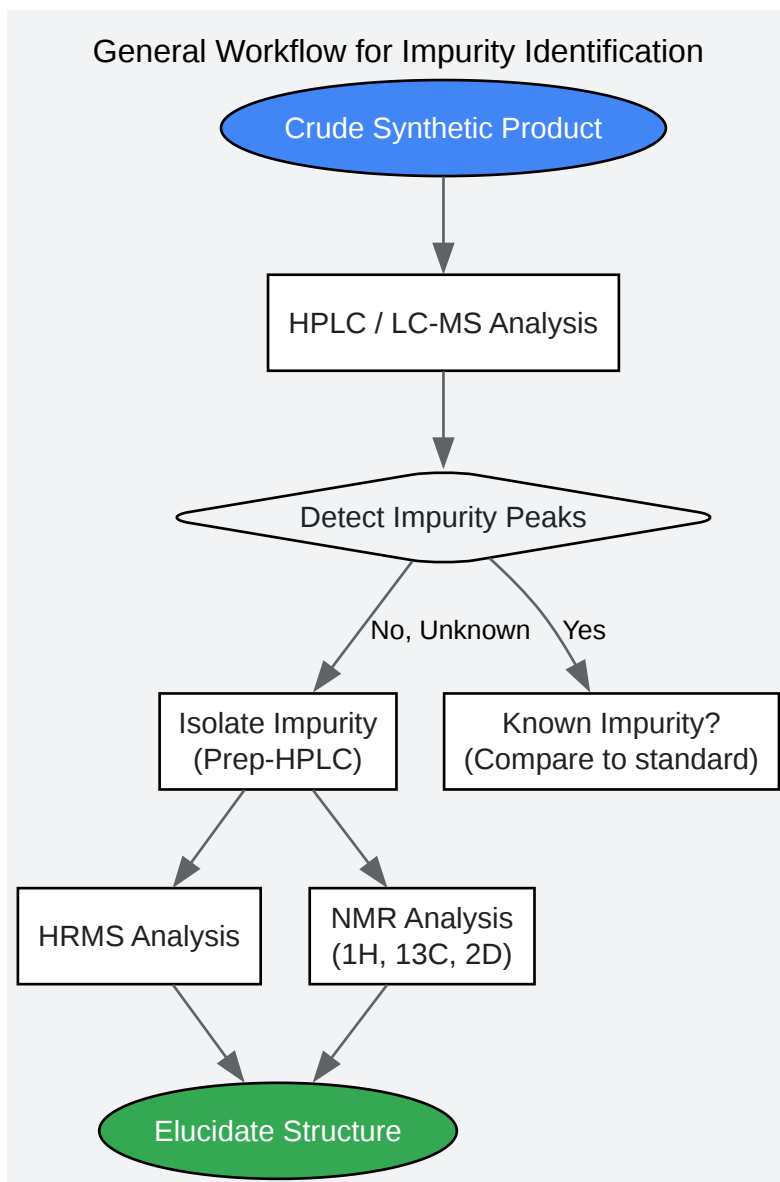 General Workflow for Impurity Identification
Crude Synthetic Product
HPLC / LC-MS Analysis
Detect Impurity Peaks
No, Unknown
Yes
Isolate Impurity
(Prep-HPLC)
Known Impurity?
(Compare to standard)
HRMS Analysis
NMR Analysis
(1H, 13C, 2D)
Elucidate Structure